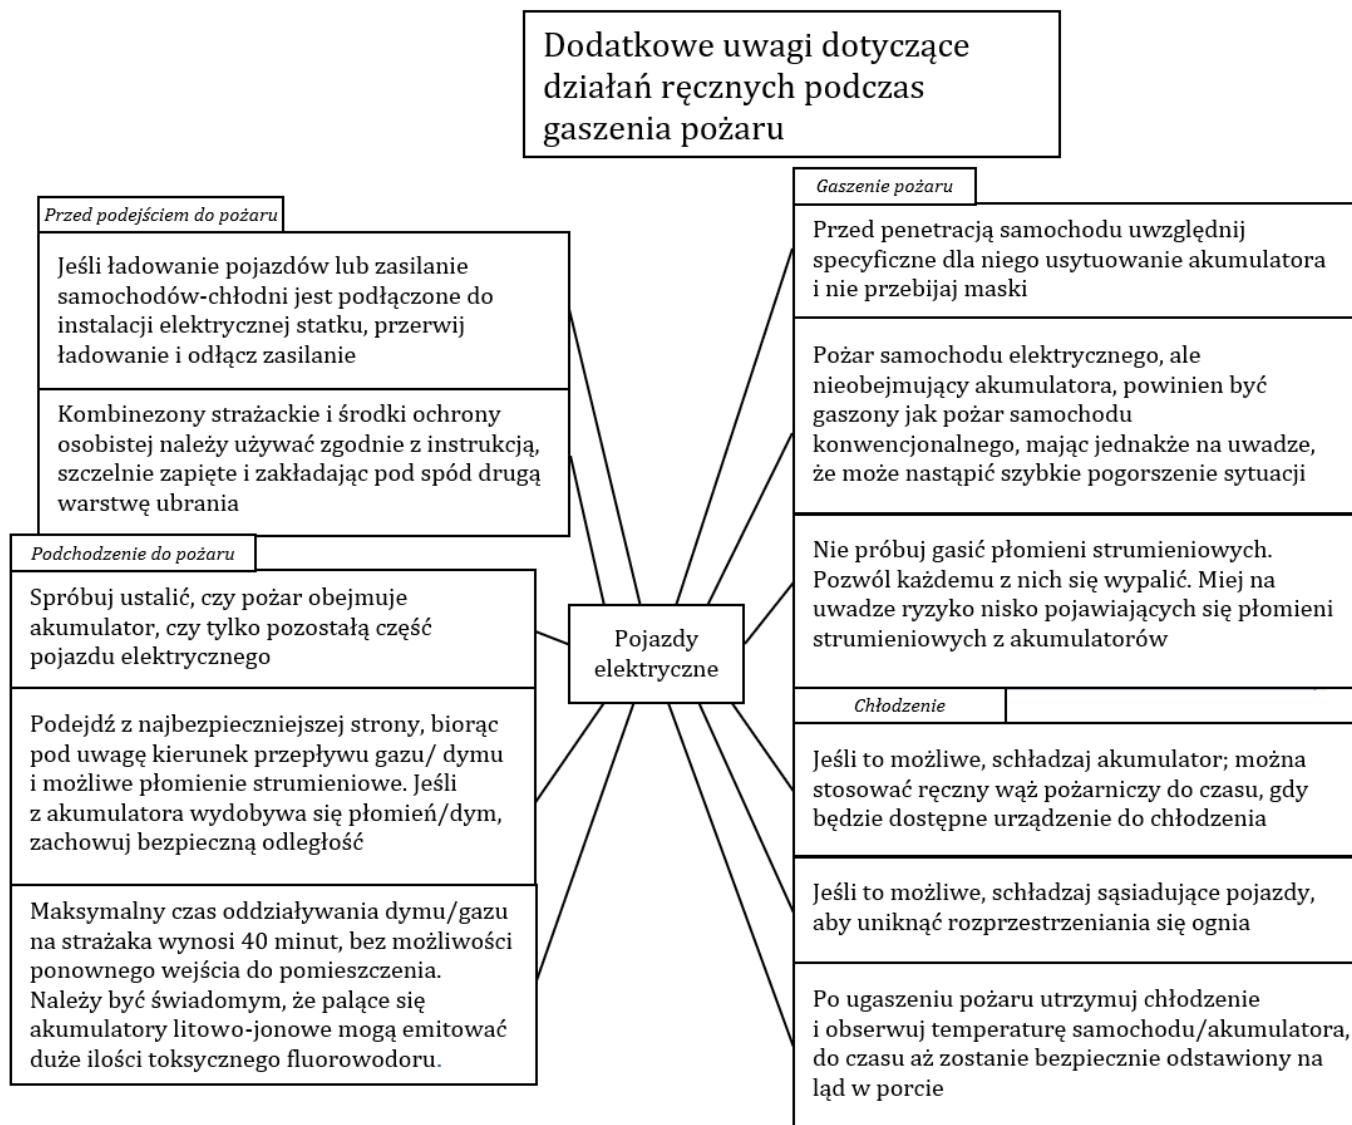 Dodatkowe uwagi dotyczące
działań ręcznych podczas
gaszenia pożaru
Przed podejściem do pożaru
Jeśli ładowanie pojazdów lub zasilanie
samochodów-chłodni jest podłączone do
instalacji elektrycznej statku, przerwij
ładowanie i odłącz zasilanie
Kombinezony strażackie i środki ochrony
osobistej należy używać zgodnie z instrukcją,
szczelnie zapięte i zakładając pod spód drugą
warstwę ubrania
Podchodzenie do pożaru
Spróbuj ustalić, czy pożar obejmuje
akumulator, czy tylko pozostałą część
pojazdu elektrycznego
Podejdź z najbezpieczniejszej strony, biorąc
pod uwagę kierunek przepływu gazu/ dymu
i możliwe płomienie strumieniowe. Jeśli
z akumulatora wydobywa się płomień/dym,
zachowuj bezpieczną odległość
Maksymalny czas oddziaływania dymu/gazu
na strażaka wynosi 40 minut, bez możliwości
ponownego wejścia do pomieszczenia.
Należy być świadomym, że palące się
akumulatory litowo-jonowe mogą emitować
duże ilości toksycznego fluorowodoru.
Pojazdy
elektryczne
Gaszenie pożaru
Przed penetracją samochodu uwzględnij
specyficzne dla niego usytuowanie akumulatora
i nie przebijaj maski
Pożar samochodu elektrycznego, ale
nieobejmujący akumulatora, powinien być
gaszony jak pożar samochodu
konwencjonalnego, mając jednakże na uwadze,
że może nastąpić szybkie pogorszenie sytuacji
Nie próbuj gasić płomieni strumieniowych.
Pozwól każdemu z nich się wypalić. Miej na
uwadze ryzyko nisko pojawiających się płomieni
strumieniowych z akumulatorów
Chłodzenie
Jeśli to możliwe, schładzaj akumulator; można
stosować ręczny wąż pożarniczy do czasu, gdy
będzie dostępne urządzenie do chłodzenia
Jeśli to możliwe, schładzaj sąsiadujące pojazdy,
aby uniknąć rozprzestrzeniania się ognia
Po ugaszeniu pożaru utrzymuj chłodzenie
i obserwuj temperaturę samochodu/akumulatora,
do czasu aż zostanie bezpiecznie odstawiony na
ląd w porcie